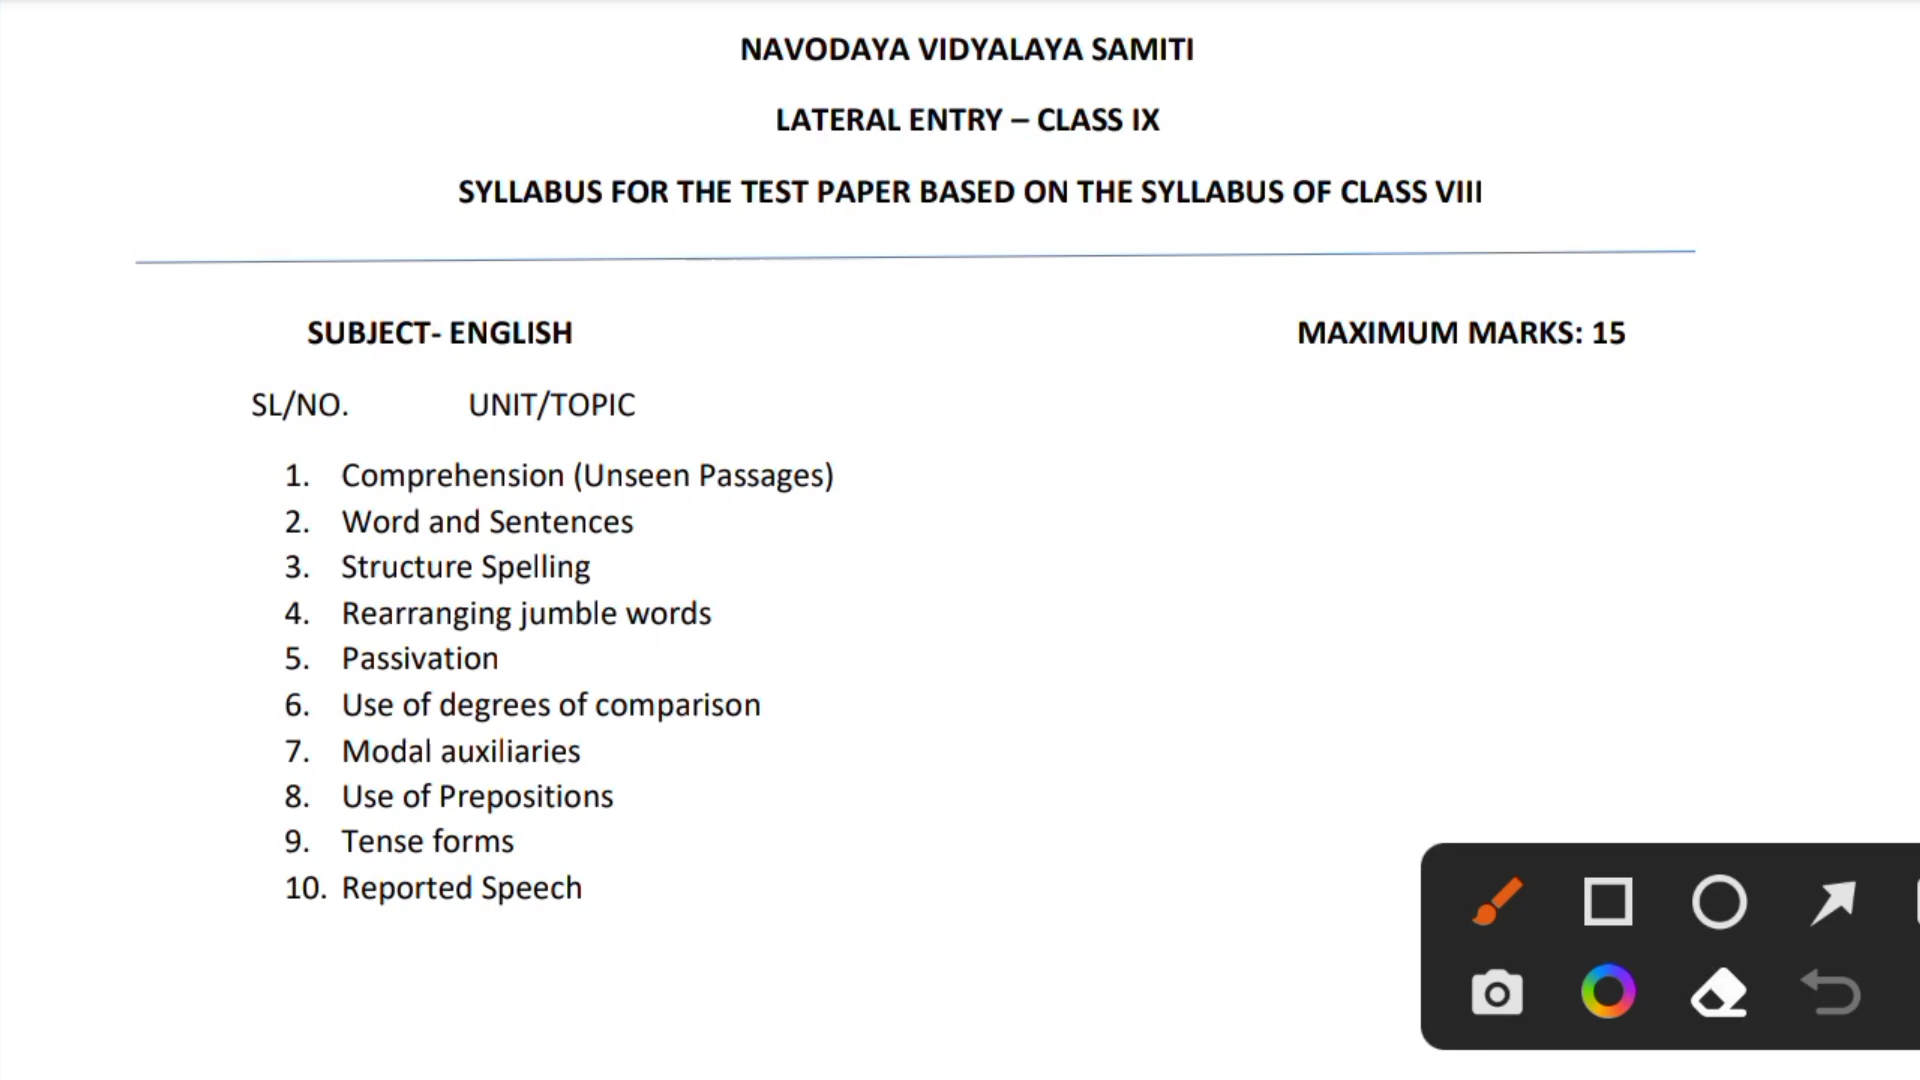 NAVODAYA VIDYALAYA SAMITI
LATERAL ENTRY – CLASS IX
SYLLABUS FOR THE TEST PAPER BASED ON THE SYLLABUS OF CLASS VIII
SUBJECT- ENGLISH MAXIMUM MARKS: 15
SL/NO. UNIT/TOPIC
1. Comprehension (Unseen Passages)
2. Word and Sentences
3. Structure Spelling
4. Rearranging jumble words
5. Passivation
6. Use of degrees of comparison
7. Modal auxiliaries
8. Use of Prepositions
9. Tense forms
10. Reported Speech